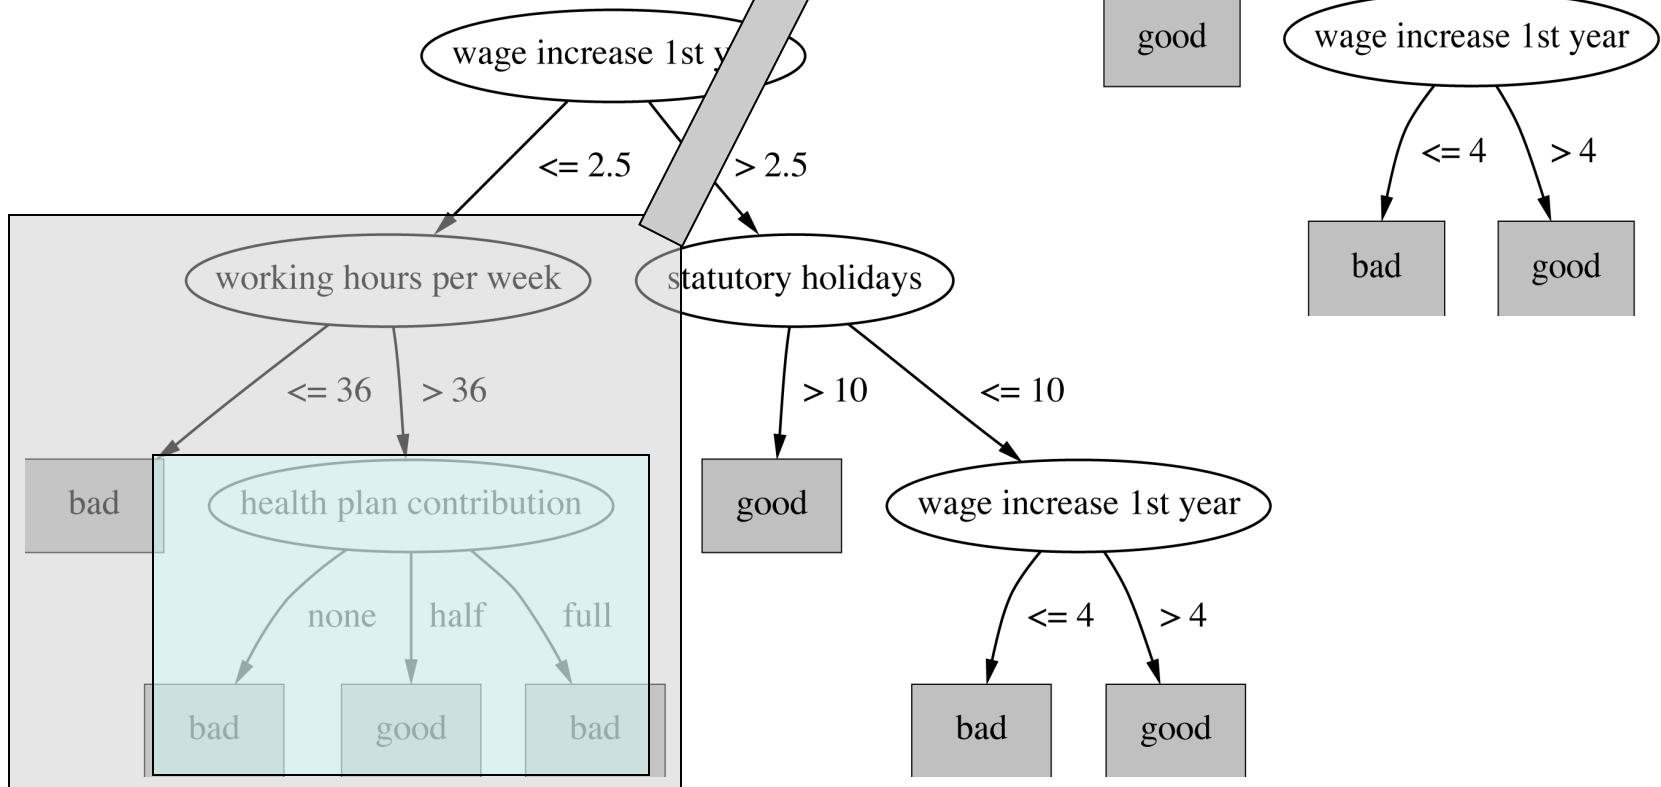 wage increase 1st
<= 2.5
> 2.5
working hours per week
statutory holidays
<= 36
> 36
> 10
<= 10
bad
health plan contribution
good
wage increase 1st year
none
half
full
<= 4
> 4
bad
good
bad
bad
good
good
wage increase 1st year
<= 4
> 4
bad
good